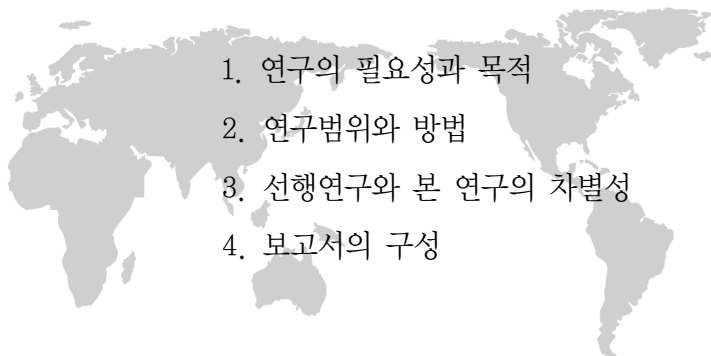 1. 연구의 필요성과 목적
2. 연구범위와 방법
3. 선행연구와 본 연구의 차별성
4. 보고서의 구성